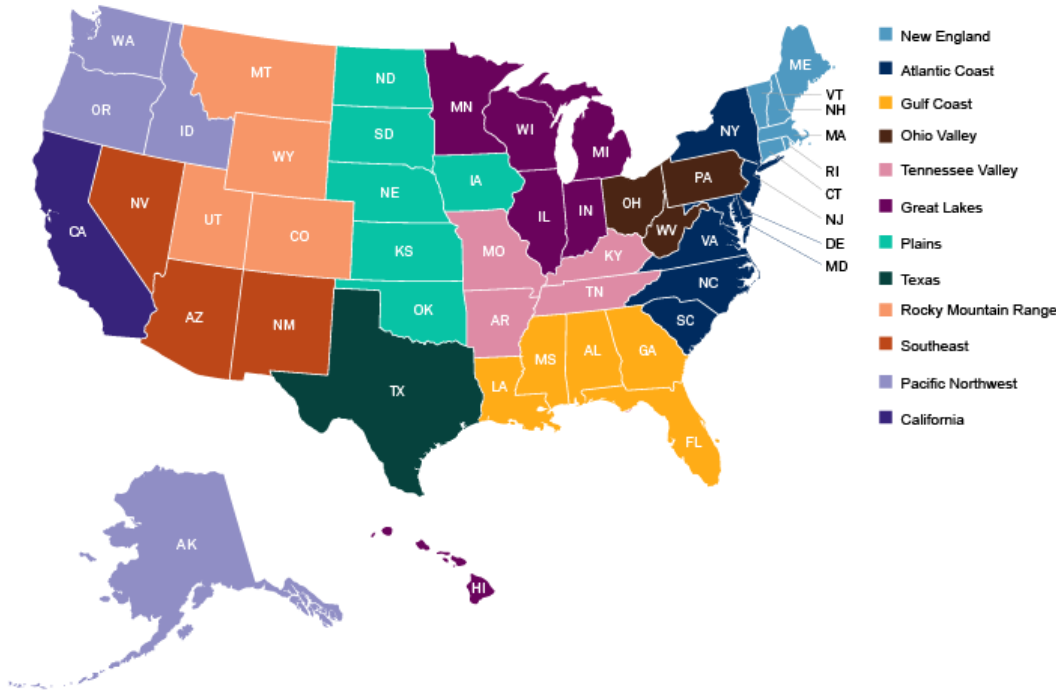 WA
MT
ND
MN
ME
OR
ID
SD
WI
MI
NY
VT
NH
MA
RI
CT
NJ
DE
MD
WY
NE
IA
IL
IN
OH
PA
WV
VA
NV
UT
CO
KS
MO
KY
NC
CA
AZ
NM
OK
AR
TN
SC
TX
LA
MS
AL
GA
FL
AK
HI
New England
Atlantic Coast
Gulf Coast
Ohio Valley
Tennessee Valley
Great Lakes
Plains
Texas
Rocky Mountain Range
Southeast
Pacific Northwest
California